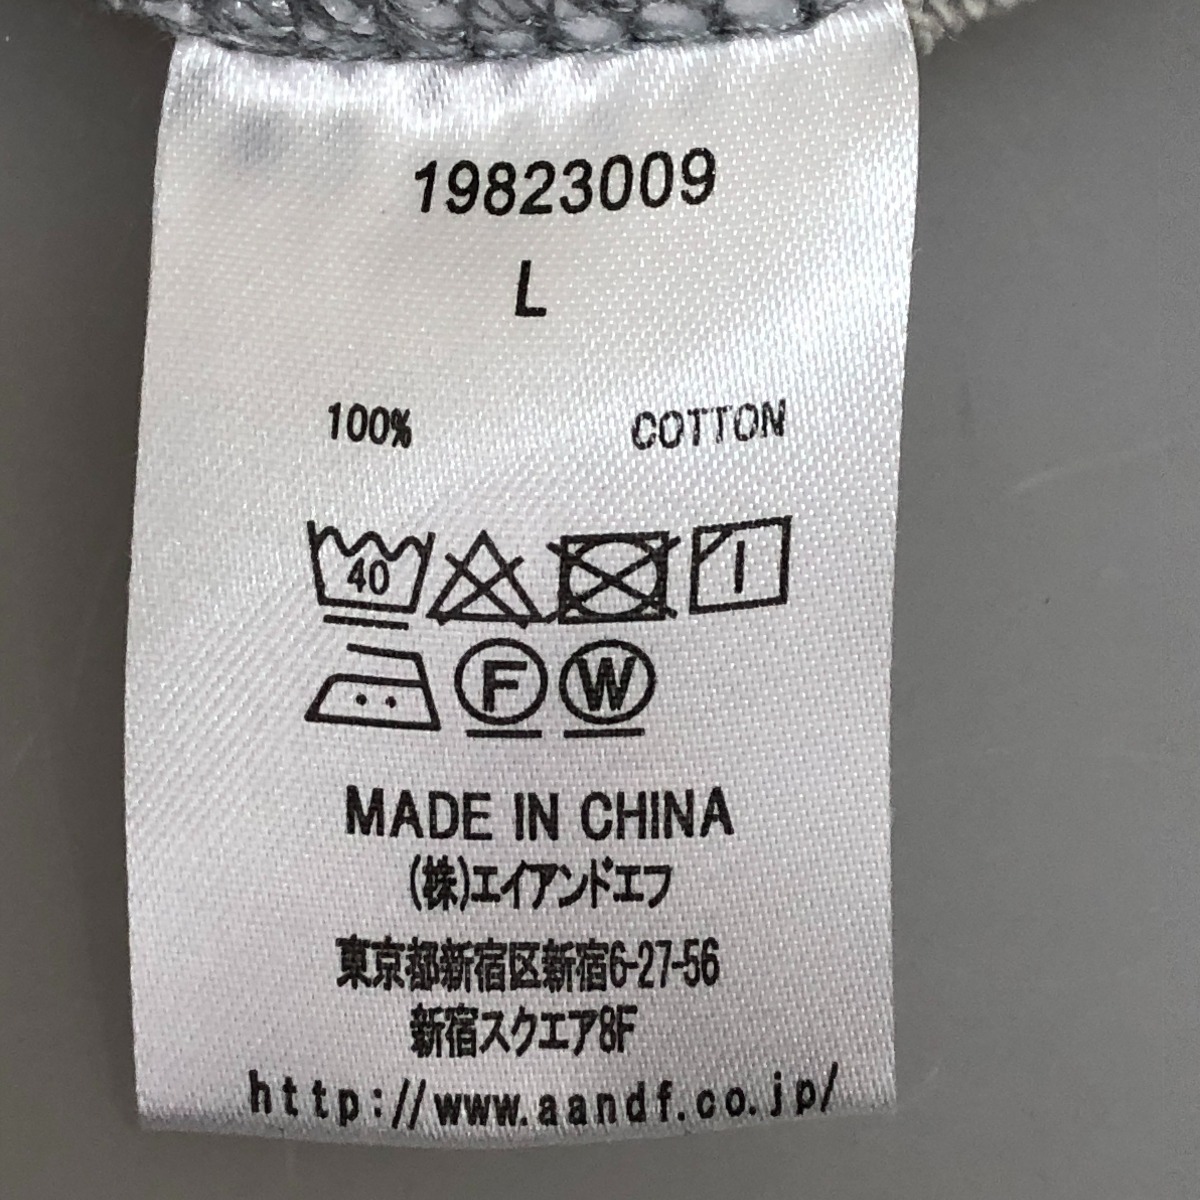 19823009
L
100% COTTON
40
F W
MADE IN CHINA
(株)エイアンドエフ
東京都新宿区新宿6-27-56
新宿スクエア8F
http://www.aandf.co.jp/